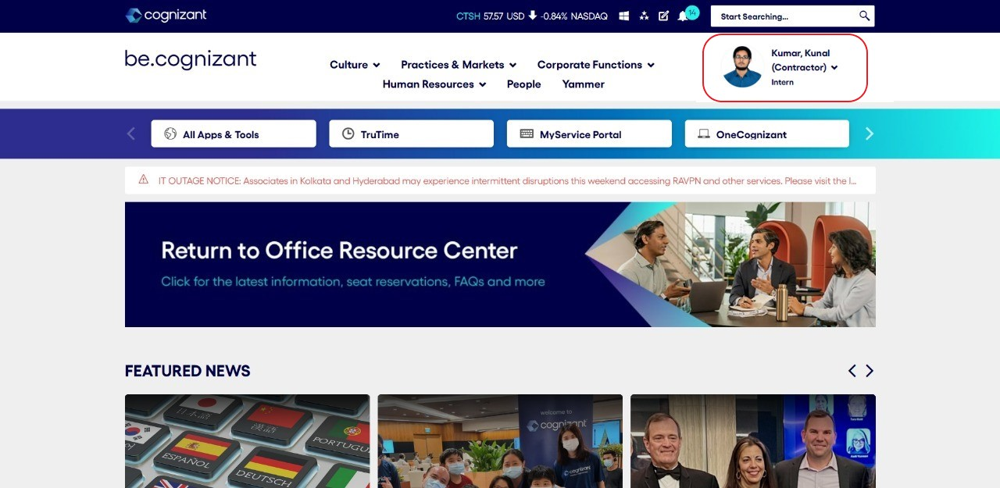 cognizant
CTSH 57.57 USD -0.84% NASDAQ
14
Start Searching...
be.cognizant
Culture Practices & Markets Corporate Functions
Human Resources People Yammer
Kumar, Kunal
(Contractor)
Intern
All Apps & Tools
TruTime
MyService Portal
OneCognizant
IT OUTAGE NOTICE: Associates in Kolkata and Hyderabad may experience intermittent disruptions this weekend accessing RAVPN and other services. Please visit the l...
Return to Office Resource Center
Click for the latest information, seat reservations, FAQs and more
FEATURED NEWS
日本語
漢語
PORTUGU
ESPAÑOL
DEUTSCH
welcome to
cognizant
cognizant